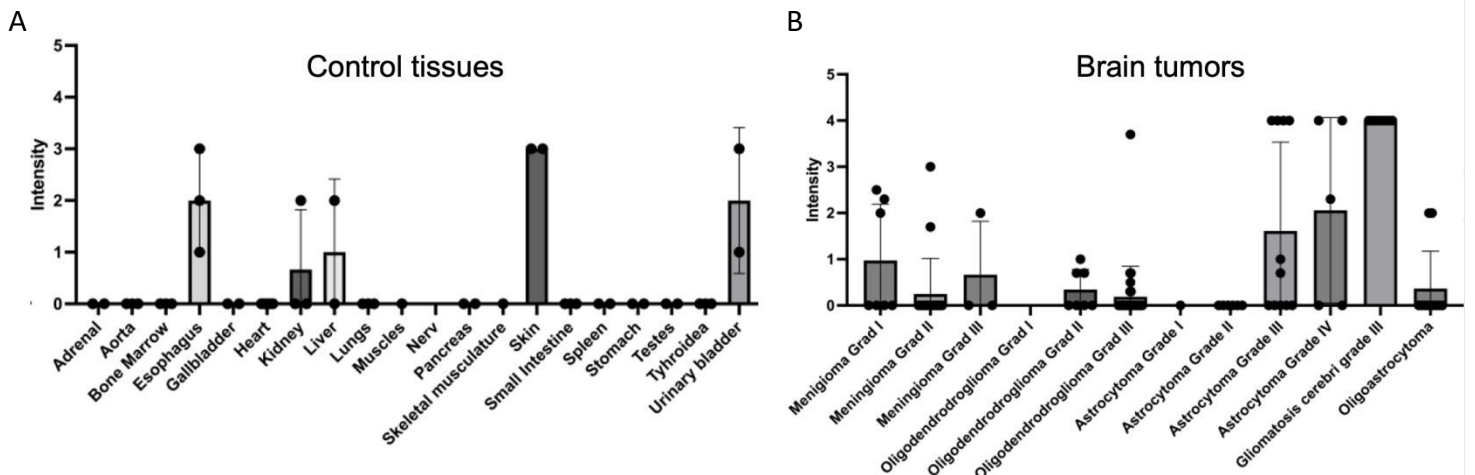 A
Control tissues
Intensity
5
4
3
2
1
0
Adrenal
Aorta
Bone Marrow
Esophagus
Gallbladder
Heart
Kidney
Liver
Lungs
Muscles
Nerv
Pancreas
Skeletal musculature
Skin
Small Intestine
Spleen
Stomach
Testes
Tyhroidea
Urinary bladder
B
Brain tumors
Intensity
5
4
3
2
1
0
Menigioma Grad I
Meningioma Grad II
Meningioma Grad III
Oligodendrodroglioma Grad I
Oligodendrodroglioma Grad II
Oligodendrodroglioma Grad III
Astrocytoma Grade I
Astrocytoma Grade II
Astrocytoma Grade III
Astrocytoma Grade IV
Gliomatosis cerebri grade III
Oligoastrocytoma